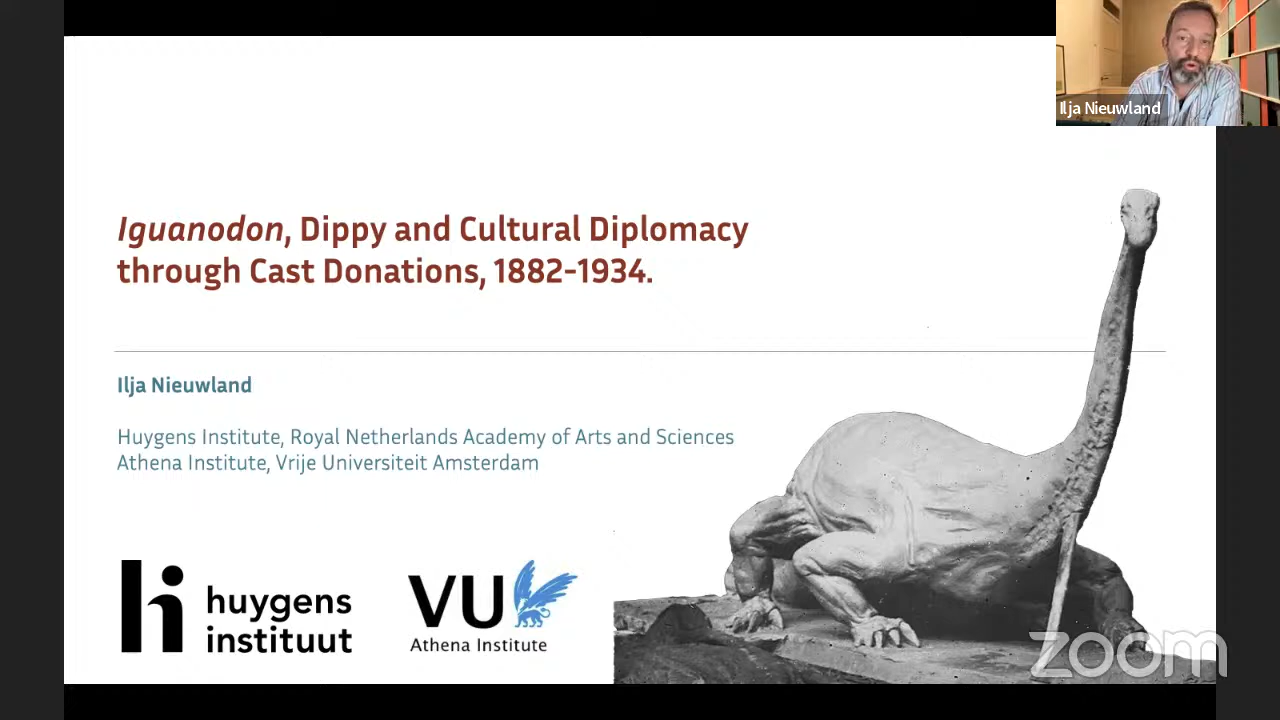 Ilja Nieuwland
Iguanodon, Dippy and Cultural Diplomacy
through Cast Donations, 1882-1934.
Ilja Nieuwland
Huygens Institute, Royal Netherlands Academy of Arts and Sciences
Athena Institute, Vrije Universiteit Amsterdam
hi huygens
instituut
VU
Athena Institute
zoom